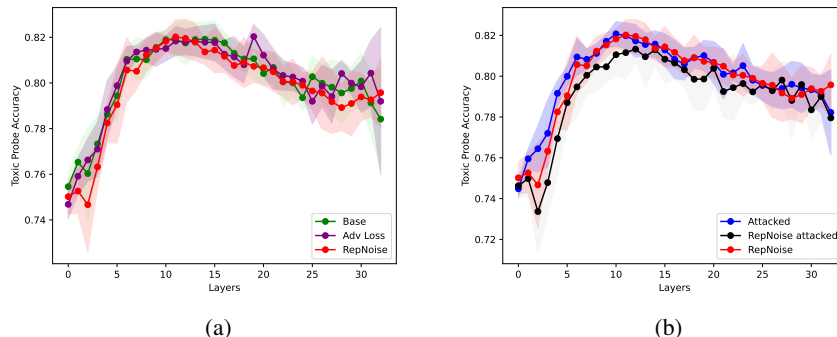 0.82
0.80
0.78
0.76
0.74
Toxic Probe Accuracy
0 5 10 15 20 25 30
Layers
Base
Adv Loss
RepNoise
(a)
0.82
0.80
0.78
0.76
0.74
0.72
Toxic Probe Accuracy
0 5 10 15 20 25 30
Layers
Attacked
RepNoise attacked
RepNoise
(b)